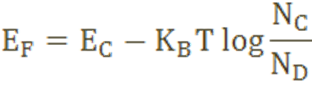 E_F = E_C − K_B T log N_C/N_D